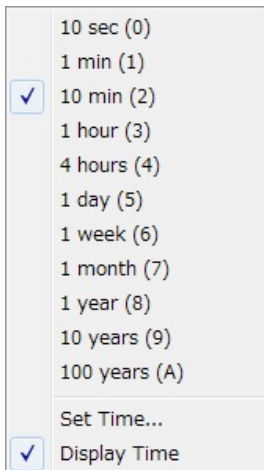 10 sec (0)
1 min (1)
10 min (2)
1 hour (3)
4 hours (4)
1 day (5)
1 week (6)
1 month (7)
1 year (8)
10 years (9)
100 years (A)
Set Time...
Display Time